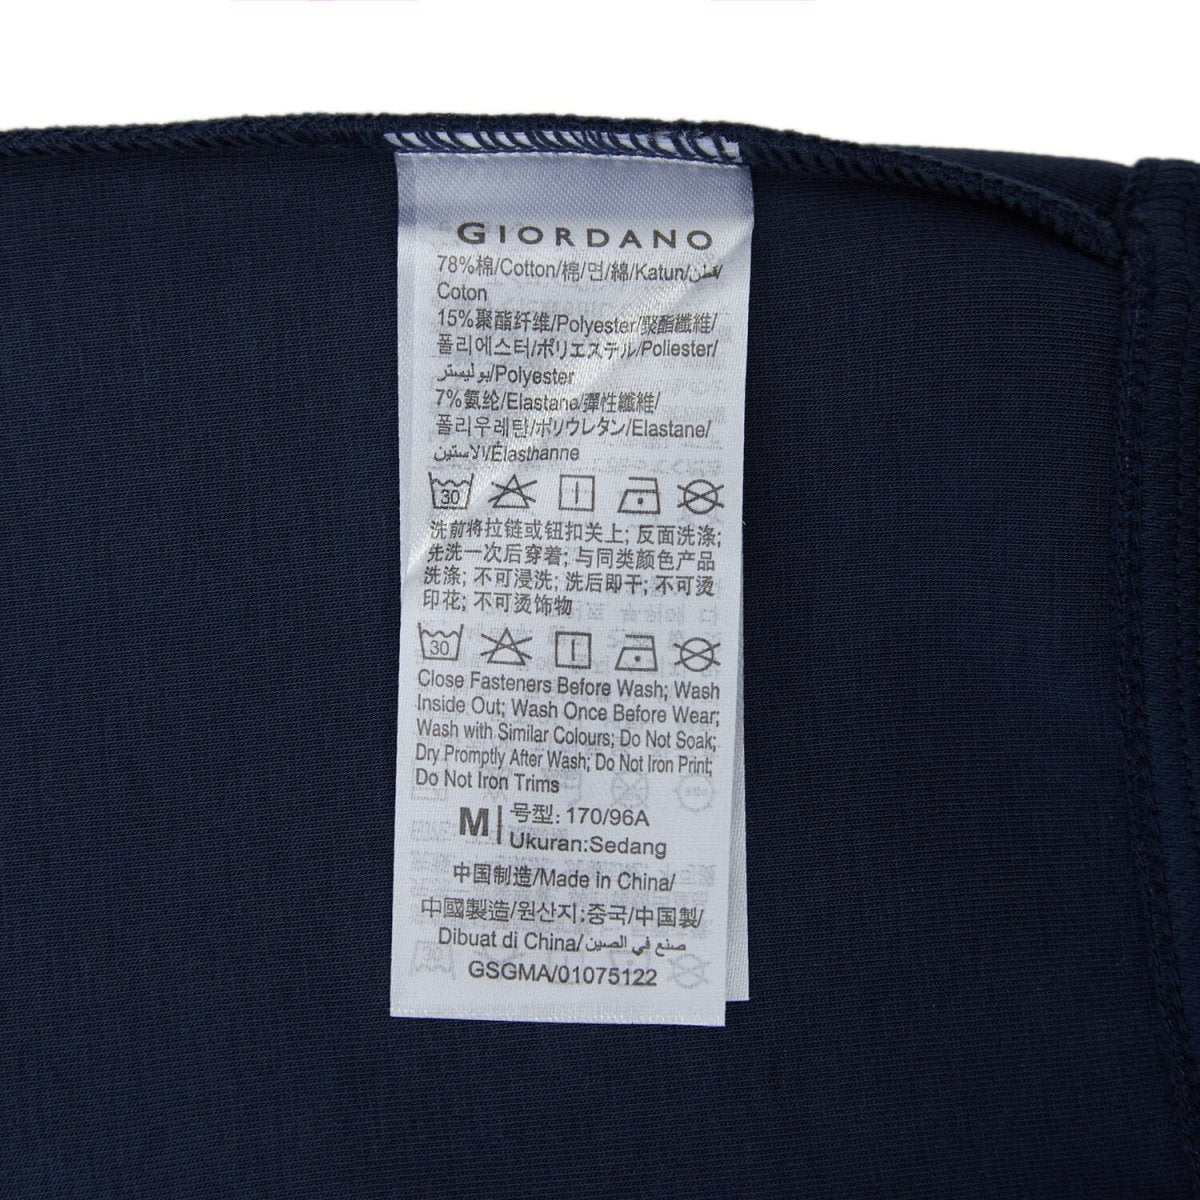 GIORDANO
78%棉/Cotton/棉/면/綿/Katun/قطن/
Coton
15%聚酯纤维/Polyester/聚酯纖維/
폴리에스터/ポリエステル/Poliester/
بوليستر/Polyester
7%氨纶/Elastane/彈性纖維/
폴리우레탄/ポリウレタン/Elastane/
الاستين/Élasthanne
30
洗前将拉链或钮扣关上; 反面洗涤;
先洗一次后穿着; 与同类颜色产品
洗涤; 不可浸洗; 洗后即干; 不可烫
印花; 不可烫饰物
30
Close Fasteners Before Wash; Wash
Inside Out; Wash Once Before Wear;
Wash with Similar Colours; Do Not Soak;
Dry Promptly After Wash; Do Not Iron Print;
Do Not Iron Trims
M 号型: 170/96A
Ukuran:Sedang
中国制造/Made in China/
中國製造/원산지:중국/中国製/
Dibuat di China/صنع في الصين
GSGMA/01075122